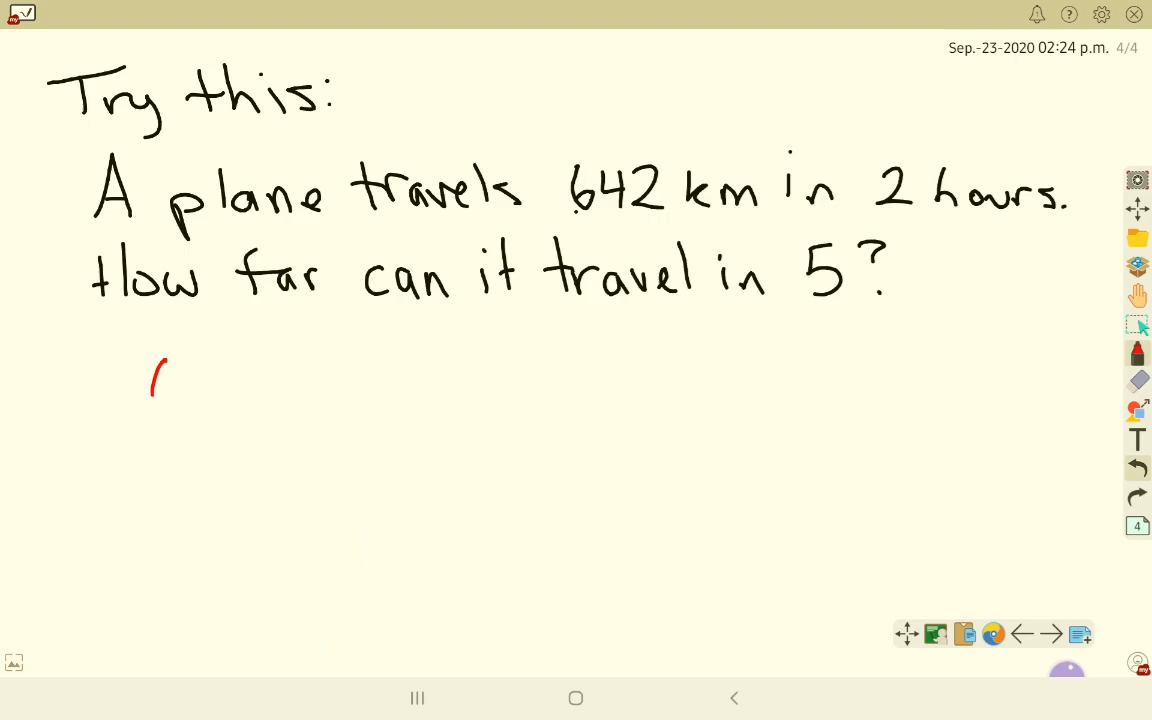 Sep.-23-2020 02:24 p.m. 4/4
Try this:
A plane travels 642 km in 2 hours.
How far can it travel in 5?
T
4